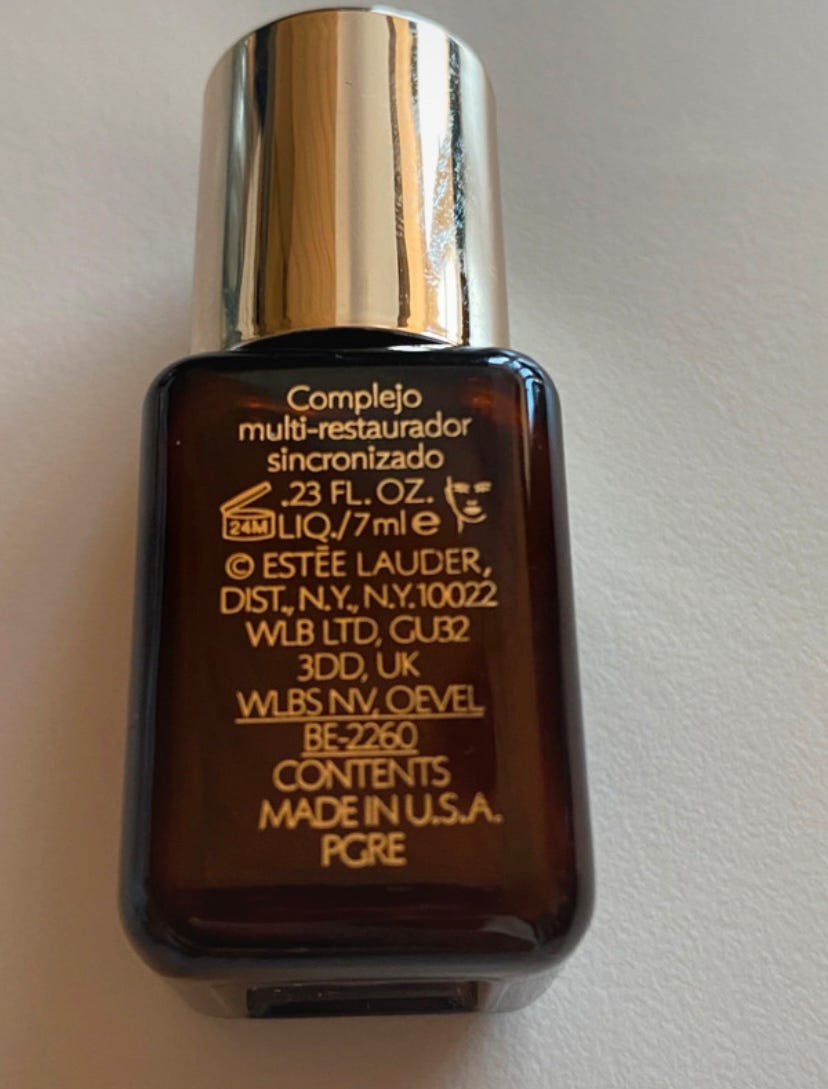 Complejo
multi-restaurador
sincronizado
.23 FL. OZ.
24M LIQ./7ml e
© ESTĒE LAUDER,
DIST., N.Y., N.Y. 10022
WLB LTD, GU32
3DD, UK
WLBS NV, OEVEL
BE-2260
CONTENTS
MADE IN U.S.A.
PGRE